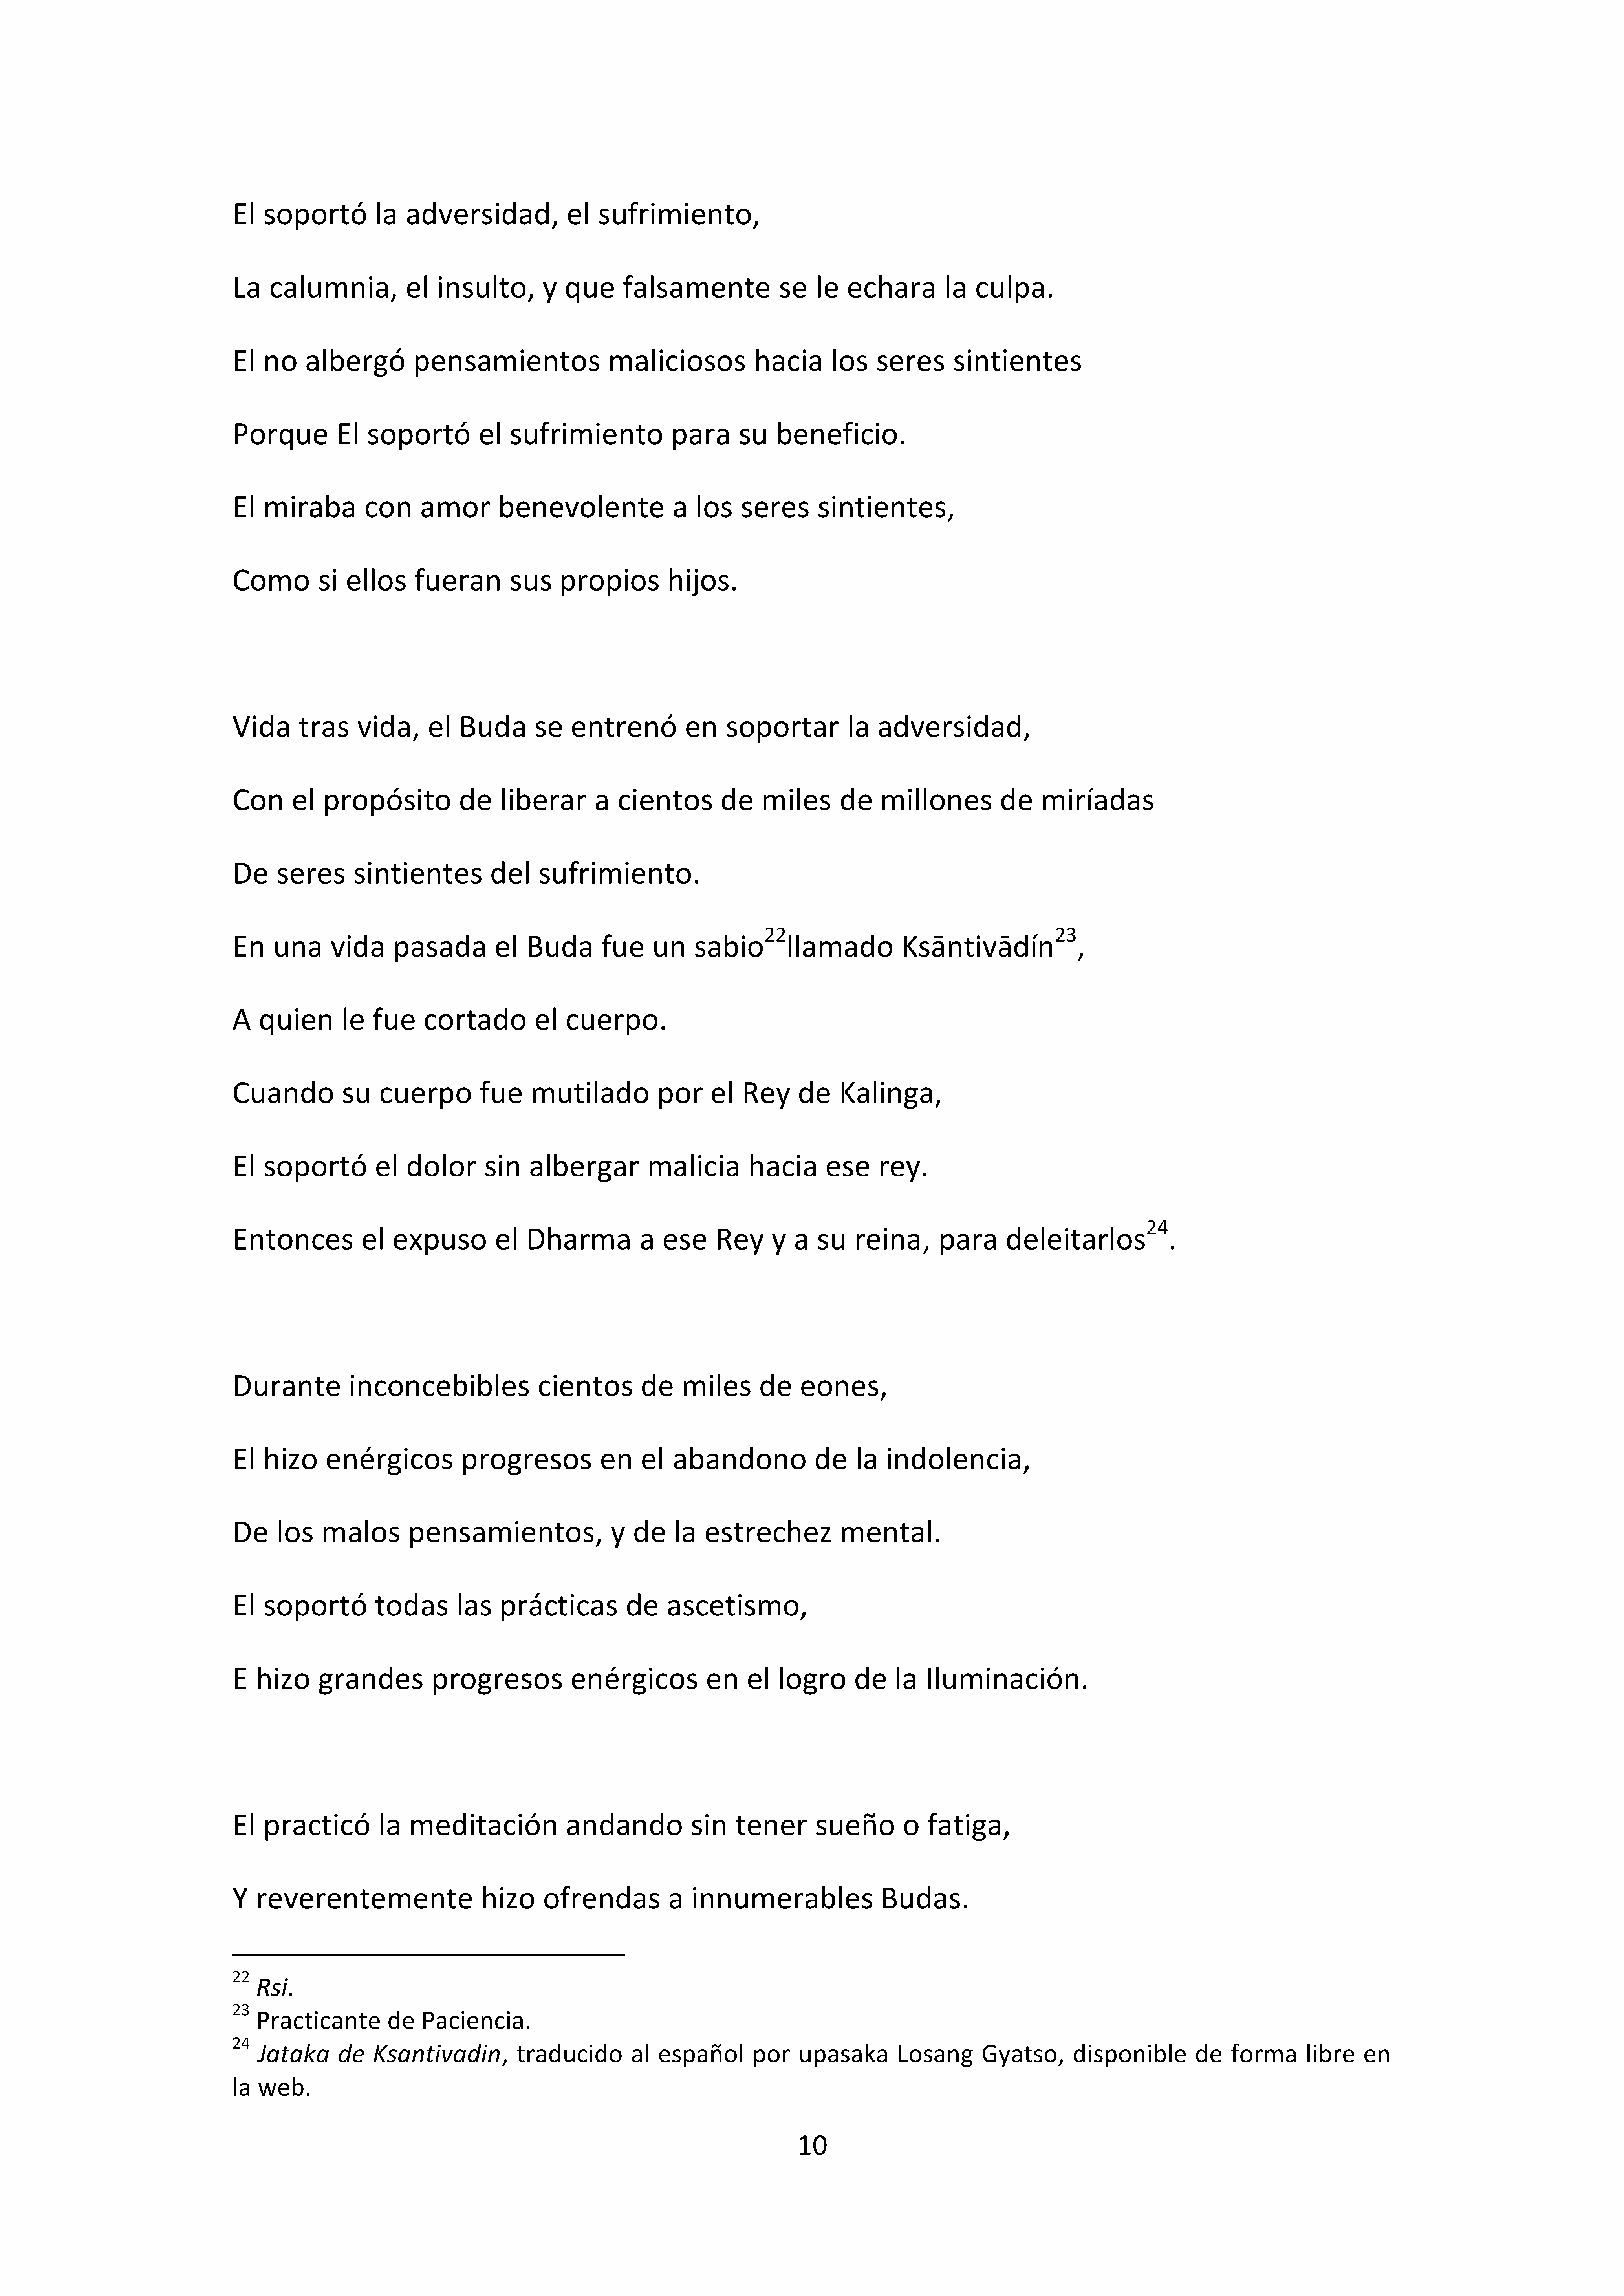 El soportó la adversidad, el sufrimiento,
La calumnia, el insulto, y que falsamente se le echara la culpa.
El no albergó pensamientos maliciosos hacia los seres sintientes
Porque El soportó el sufrimiento para su beneficio.
El miraba con amor benevolente a los seres sintientes,
Como si ellos fueran sus propios hijos.
Vida tras vida, el Buda se entrenó en soportar la adversidad,
Con el propósito de liberar a cientos de miles de millones de miríadas
De seres sintientes del sufrimiento.
En una vida pasada el Buda fue un sabio22llamado Ksāntivādín23,
A quien le fue cortado el cuerpo.
Cuando su cuerpo fue mutilado por el Rey de Kalinga,
El soportó el dolor sin albergar malicia hacia ese rey.
Entonces el expuso el Dharma a ese Rey y a su reina, para deleitarlos24.
Durante inconcebibles cientos de miles de eones,
El hizo enérgicos progresos en el abandono de la indolencia,
De los malos pensamientos, y de la estrechez mental.
El soportó todas las prácticas de ascetismo,
E hizo grandes progresos enérgicos en el logro de la Iluminación.
El practicó la meditación andando sin tener sueño o fatiga,
Y reverentemente hizo ofrendas a innumerables Budas.
22 Rsi.
23 Practicante de Paciencia.
24 Jataka de Ksantivadin, traducido al español por upasaka Losang Gyatso, disponible de forma libre en
la web.
10